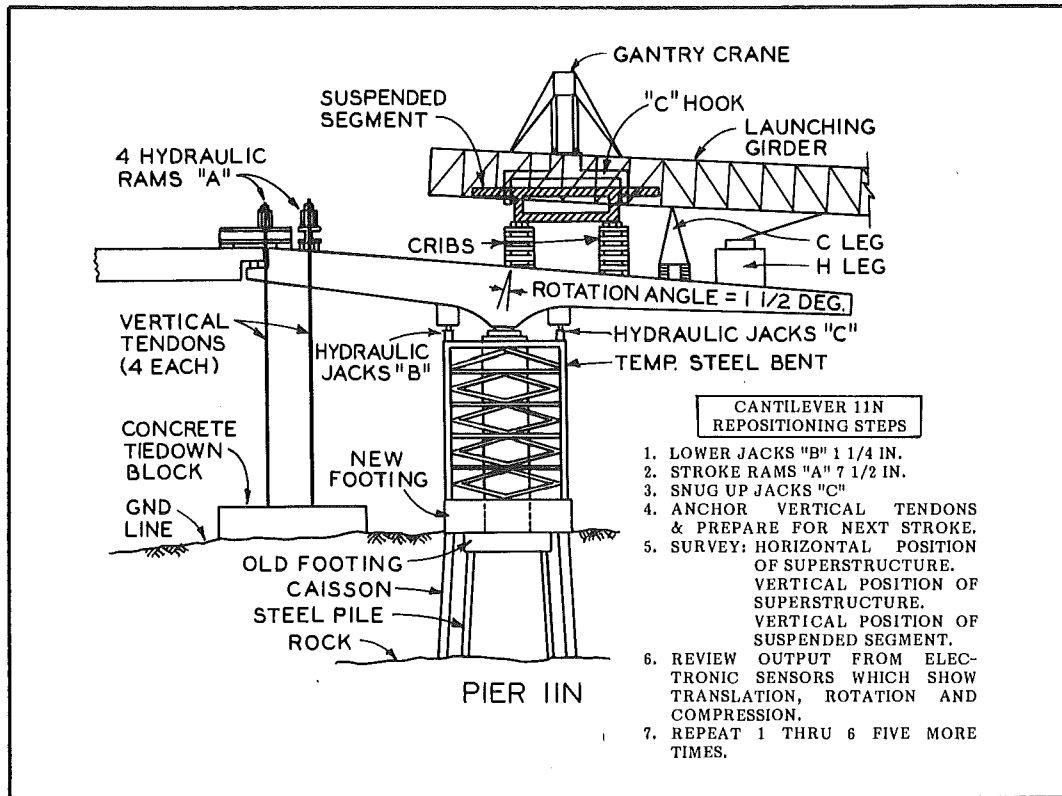 GANTRY CRANE
SUSPENDED
SEGMENT
"C" HOOK
LAUNCHING
GIRDER
4 HYDRAULIC
RAMS "A"
CRIBS
C LEG
H LEG
ROTATION ANGLE = 1 1/2 DEG.
VERTICAL
TENDONS
(4 EACH)
HYDRAULIC
JACKS "B"
HYDRAULIC
JACKS "C"
TEMP. STEEL BENT
CONCRETE
TIEDOWN
BLOCK
NEW
FOOTING
GND
LINE
OLD FOOTING
CAISSON
STEEL PILE
ROCK
PIER 11N
CANTILEVER 11N
REPOSITIONING STEPS
1. LOWER JACKS "B" 1 1/4 IN.
2. STROKE RAMS "A" 7 1/2 IN.
3. SNUG UP JACKS "C"
4. ANCHOR VERTICAL TENDONS
& PREPARE FOR NEXT STROKE.
5. SURVEY: HORIZONTAL POSITION
OF SUPERSTRUCTURE.
VERTICAL POSITION OF
SUPERSTRUCTURE.
VERTICAL POSITION OF
SUSPENDED SEGMENT.
6. REVIEW OUTPUT FROM ELEC-
TRONIC SENSORS WHICH SHOW
TRANSLATION, ROTATION AND
COMPRESSION.
7. REPEAT 1 THRU 6 FIVE MORE
TIMES.